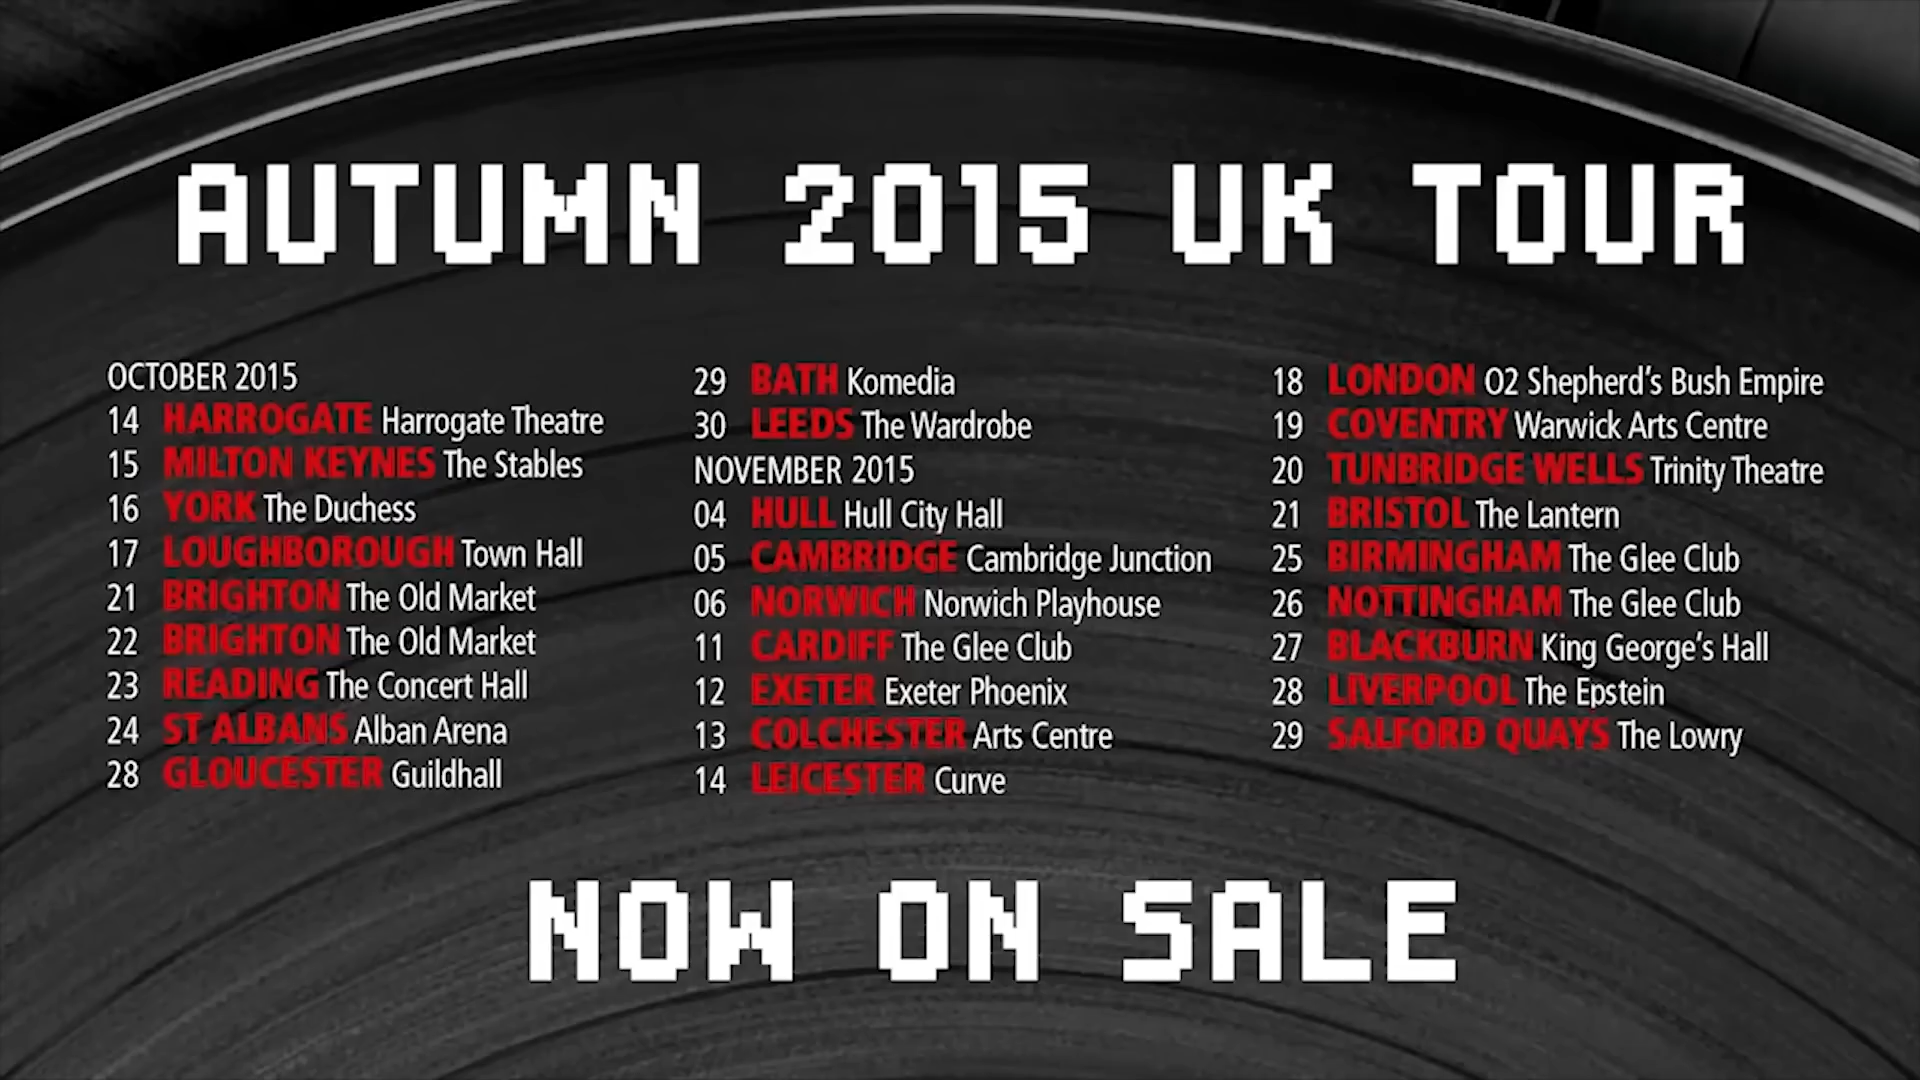 AUTUMN 2015 UK TOUR
OCTOBER 2015
14 HARROGATE Harrogate Theatre
15 MILTON KEYNES The Stables
16 YORK The Duchess
17 LOUGHBOROUGH Town Hall
21 BRIGHTON The Old Market
22 BRIGHTON The Old Market
23 READING The Concert Hall
24 ST ALBANS Alban Arena
28 GLOUCESTER Guildhall
29 BATH Komedia
30 LEEDS The Wardrobe
NOVEMBER 2015
04 HULL Hull City Hall
05 CAMBRIDGE Cambridge Junction
06 NORWICH Norwich Playhouse
11 CARDIFF The Glee Club
12 EXETER Exeter Phoenix
13 COLCHESTER Arts Centre
14 LEICESTER Curve
18 LONDON O2 Shepherd’s Bush Empire
19 COVENTRY Warwick Arts Centre
20 TUNBRIDGE WELLS Trinity Theatre
21 BRISTOL The Lantern
25 BIRMINGHAM The Glee Club
26 NOTTINGHAM The Glee Club
27 BLACKBURN King George’s Hall
28 LIVERPOOL The Epstein
29 SALFORD QUAYS The Lowry
NOW ON SALE